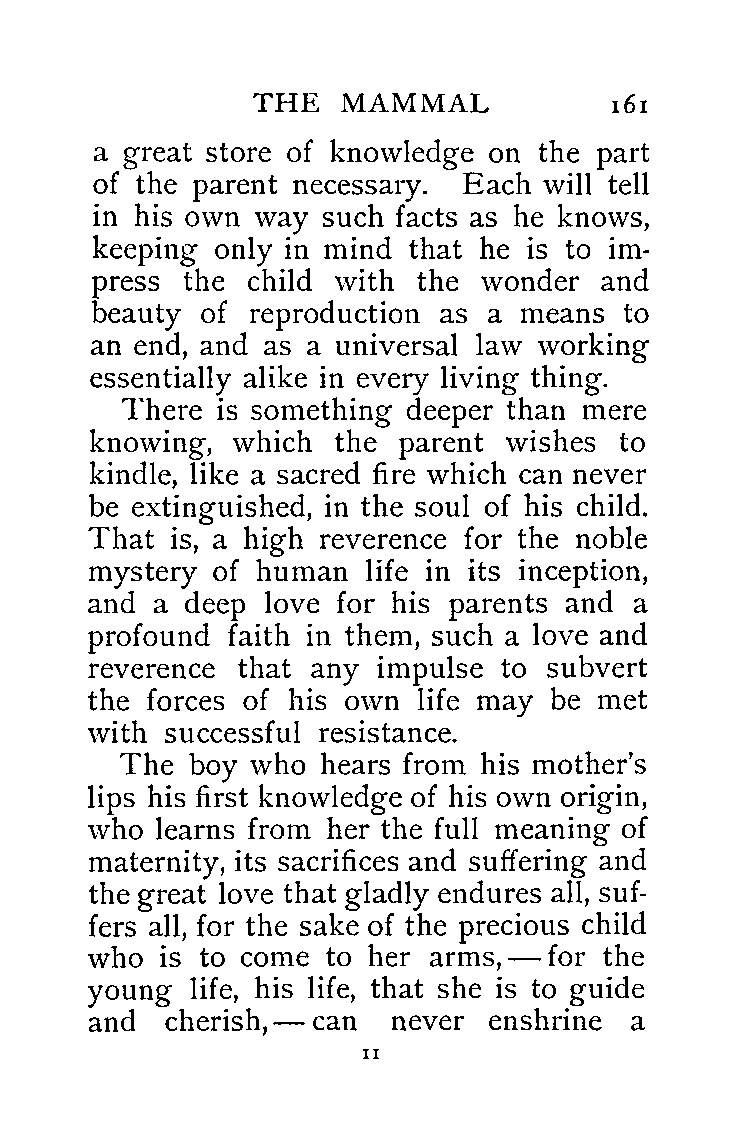 THE MAMMAL 161
a great store of knowledge on the part
of the parent necessary. Each will tell
in his own way such facts as he knows,
keeping only in mind that he is to im-
press the child with the wonder and
beauty of reproduction as a means to
an end, and as a universal law working
essentially alike in every living thing.
There is something deeper than mere
knowing, which the parent wishes to
kindle, like a sacred fire which can never
be extinguished, in the soul of his child.
That is, a high reverence for the noble
mystery of human life in its inception,
and a deep love for his parents and a
profound faith in them, such a love and
reverence that any impulse to subvert
the forces of his own life may be met
with successful resistance.
The boy who hears from his mother's
lips his first knowledge of his own origin,
who learns from her the full meaning of
maternity, its sacrifices and suffering and
the great love that gladly endures all, suf-
fers all, for the sake of the precious child
who is to come to her arms,—for the
young life, his life, that she is to guide
and cherish,—can never enshrine a
11